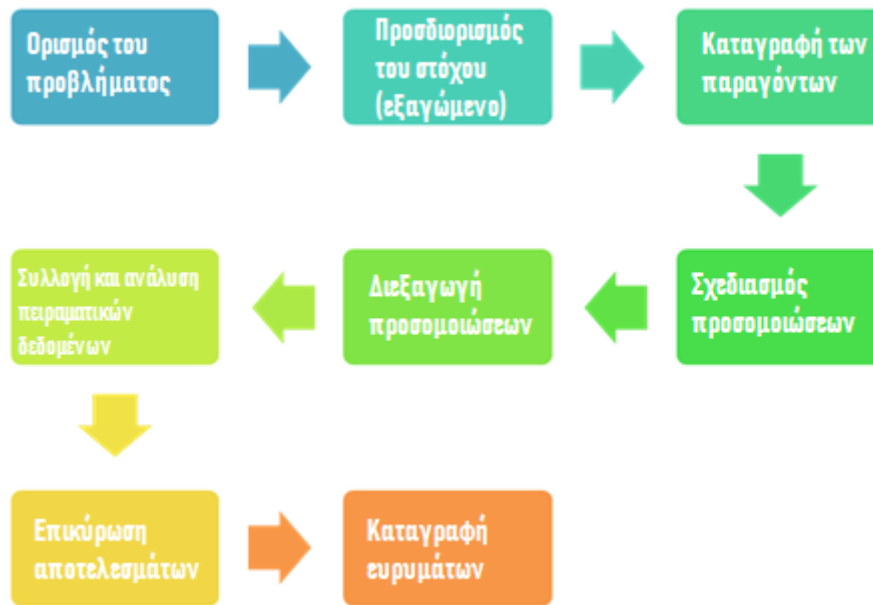 Ορισμός του
προβλήματος
Προσδιορισμός
του στόχου
(εξαγώμενο)
Καταγραφή των
παραγόντων
Σχεδιασμός
προσομοιώσεων
Διεξαγωγή
προσομοιώσεων
Συλλογή και ανάλυση
πειραματικών
δεδομένων
Επικύρωση
αποτελεσμάτων
Καταγραφή
ευρυμάτων